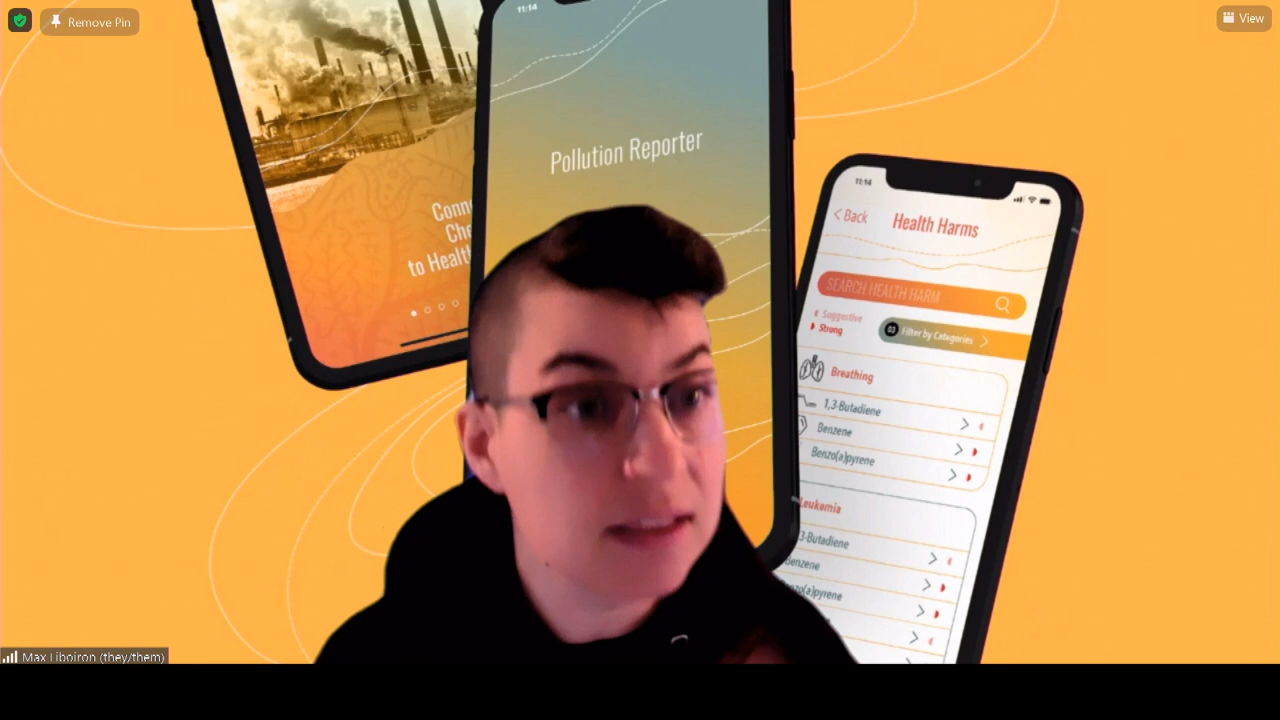 Remove Pin
View
11:14
Pollution Reporter
Conn
Che
to Healt
11:14
Back
Health Harms
SEARCH HEALTH HARM
Suggestive
Strong
03 Filter by Categories
Breathing
1,3-Butadiene
Benzene
Benzo(a)pyrene
Leukemia
3-Butadiene
Benzene
nzo(a)pyrene
Max Liboiron (they/them)